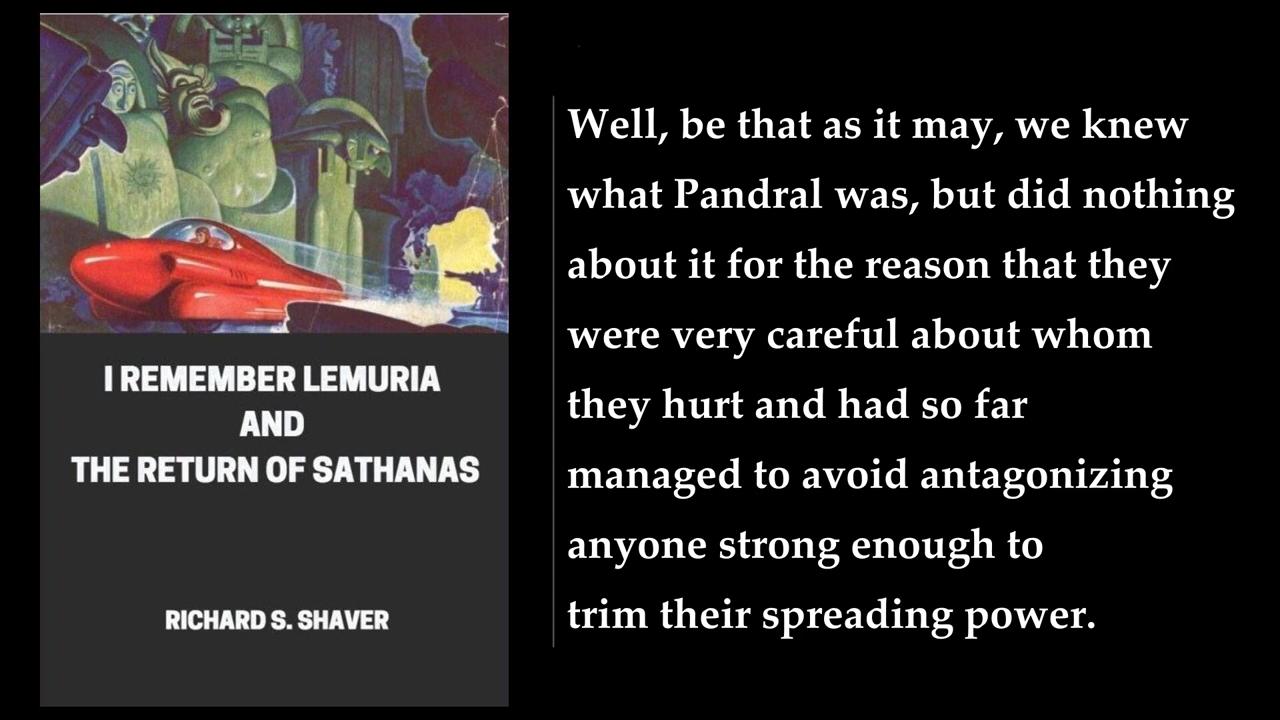 I REMEMBER LEMURIA
AND
THE RETURN OF SATHANAS
RICHARD S. SHAVER
Well, be that as it may, we knew
what Pandral was, but did nothing
about it for the reason that they
were very careful about whom
they hurt and had so far
managed to avoid antagonizing
anyone strong enough to
trim their spreading power.